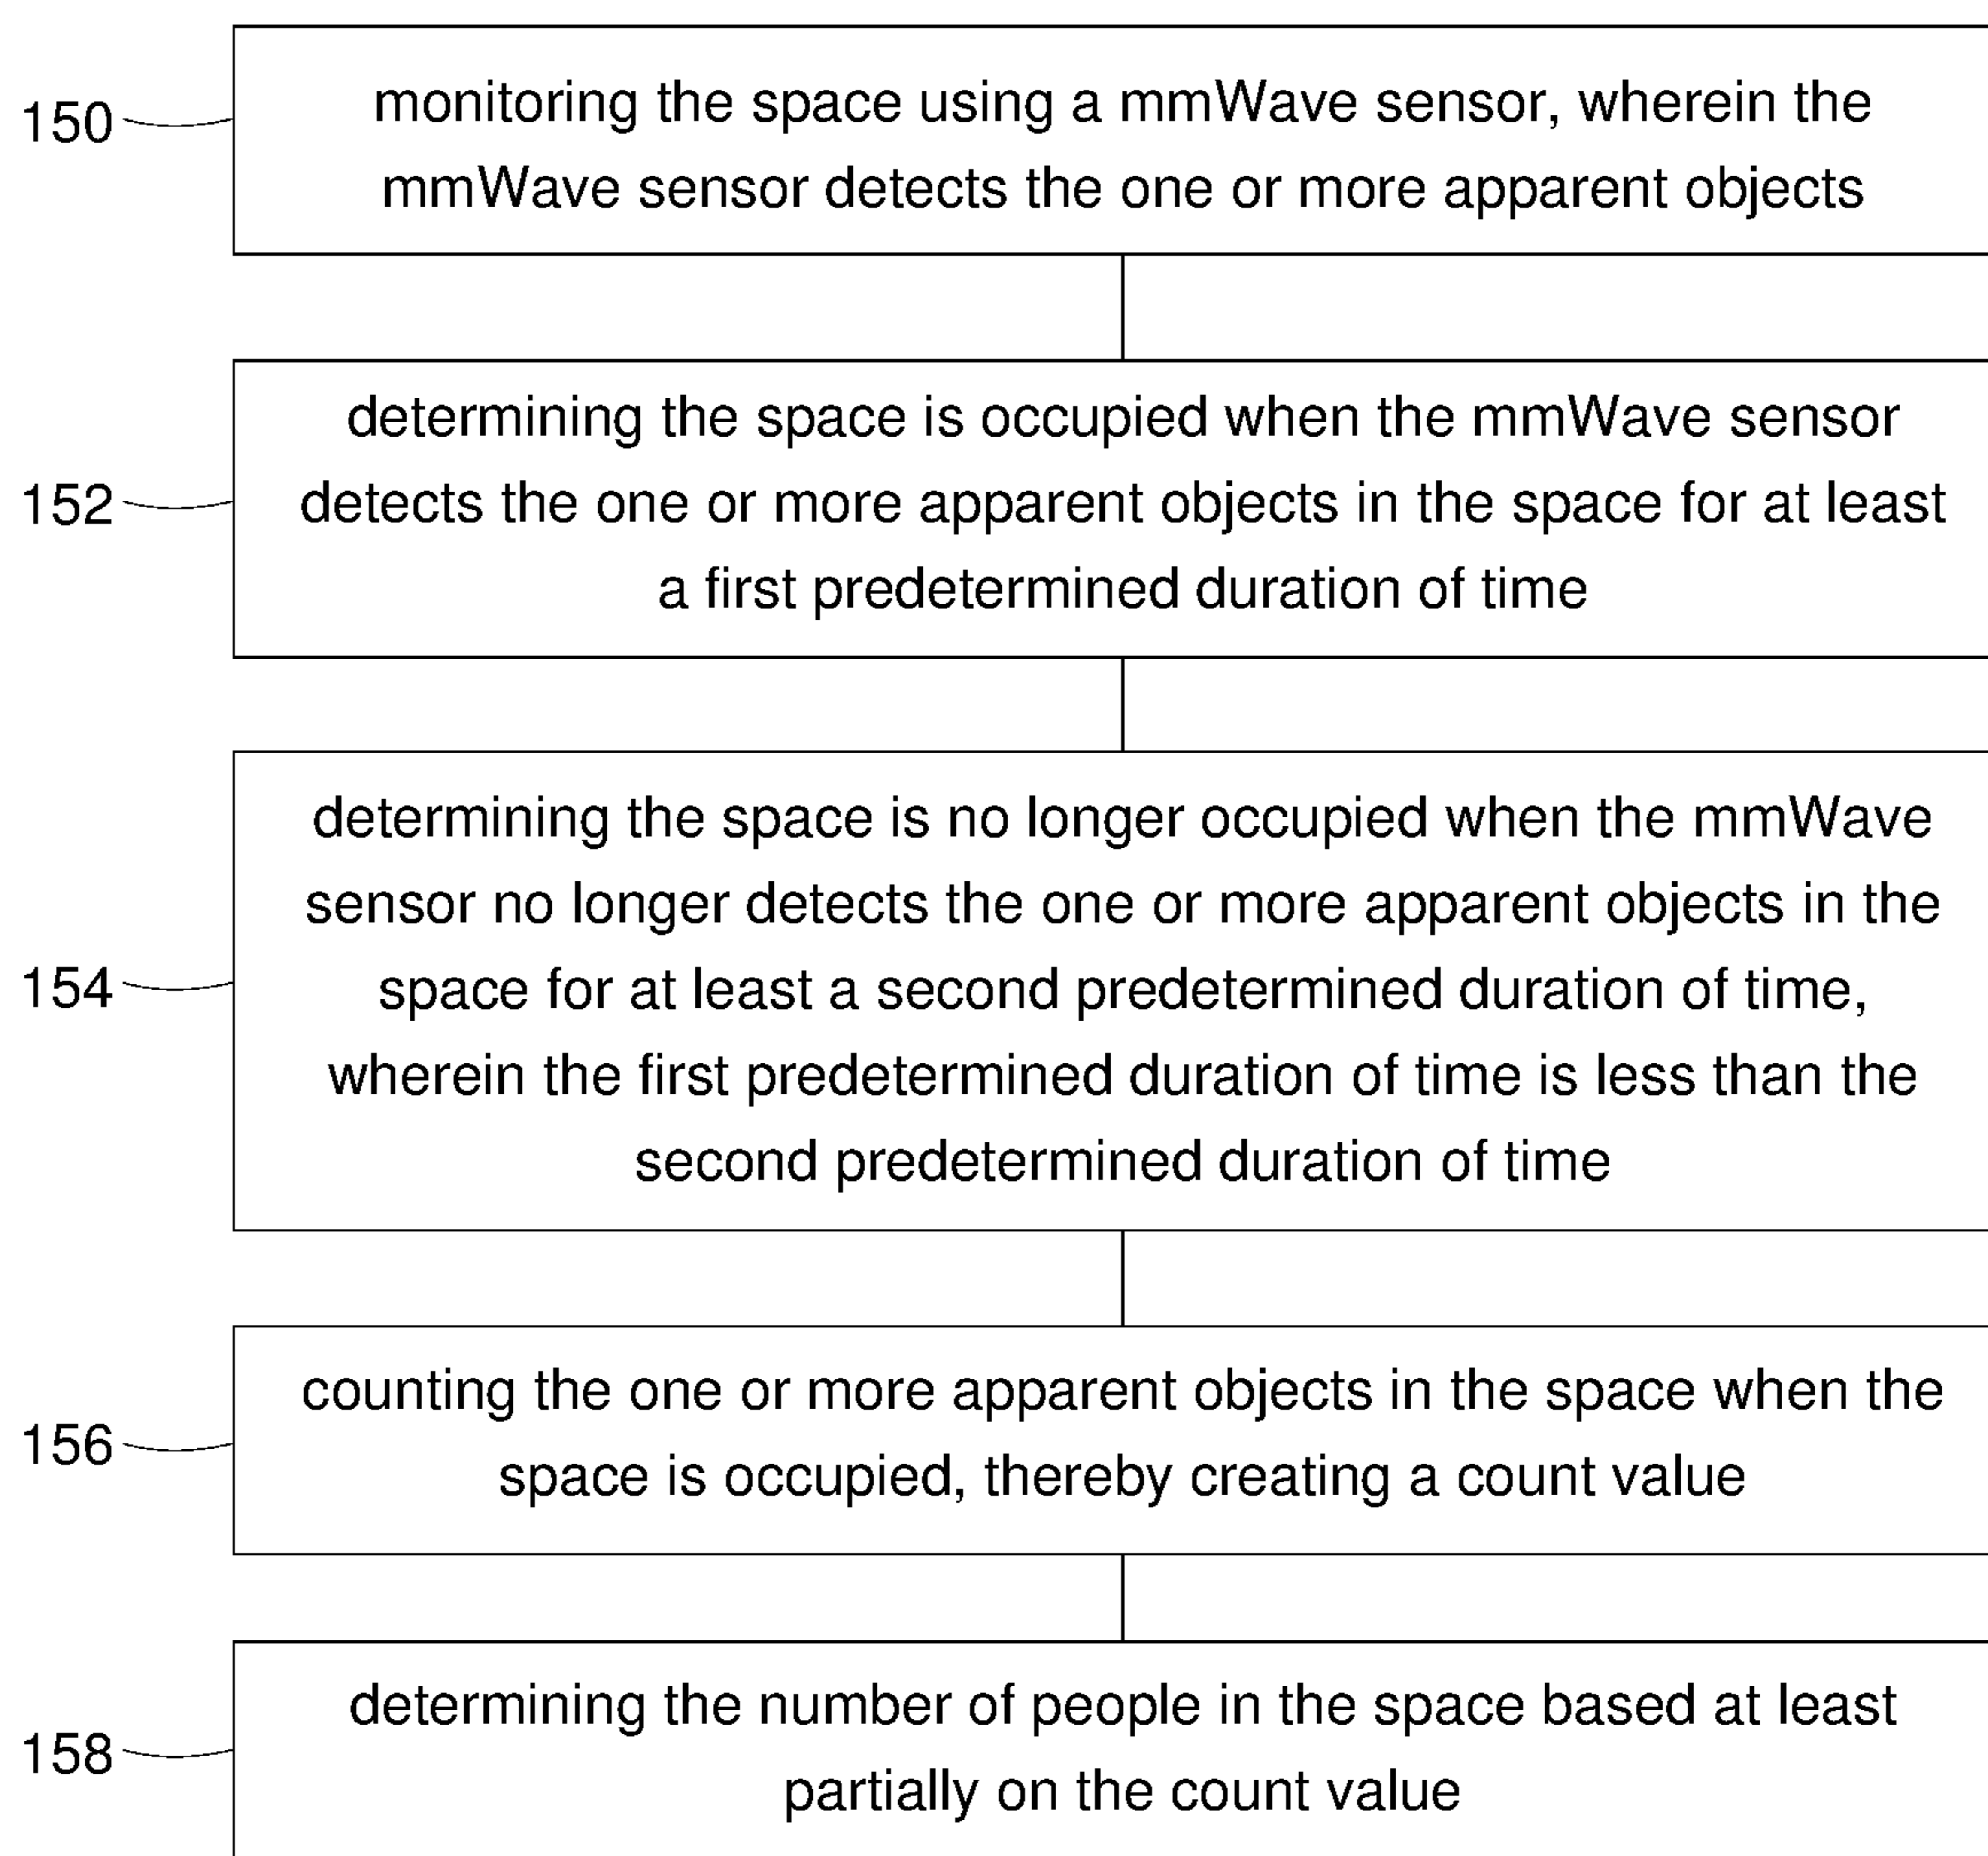 monitoring the space using a mmWave sensor, wherein the
150
mmWave sensor detects the one or more apparent objects
determining the space is occupied when the mmWave sensor
152
detects the one or more apparent objects in the space for at least
a first predetermined duration of time
determining the space is no longer occupied when the mmWave
sensor no longer detects the one or more apparent objects in the
154
space for at least a second predetermined duration of time,
wherein the first predetermined duration of time is less than the
second predetermined duration of time
counting the one or more apparent objects in the space when the
156
space is occupied, thereby creating a count value
determining the number of people in the space based at least
158
partially on the count value